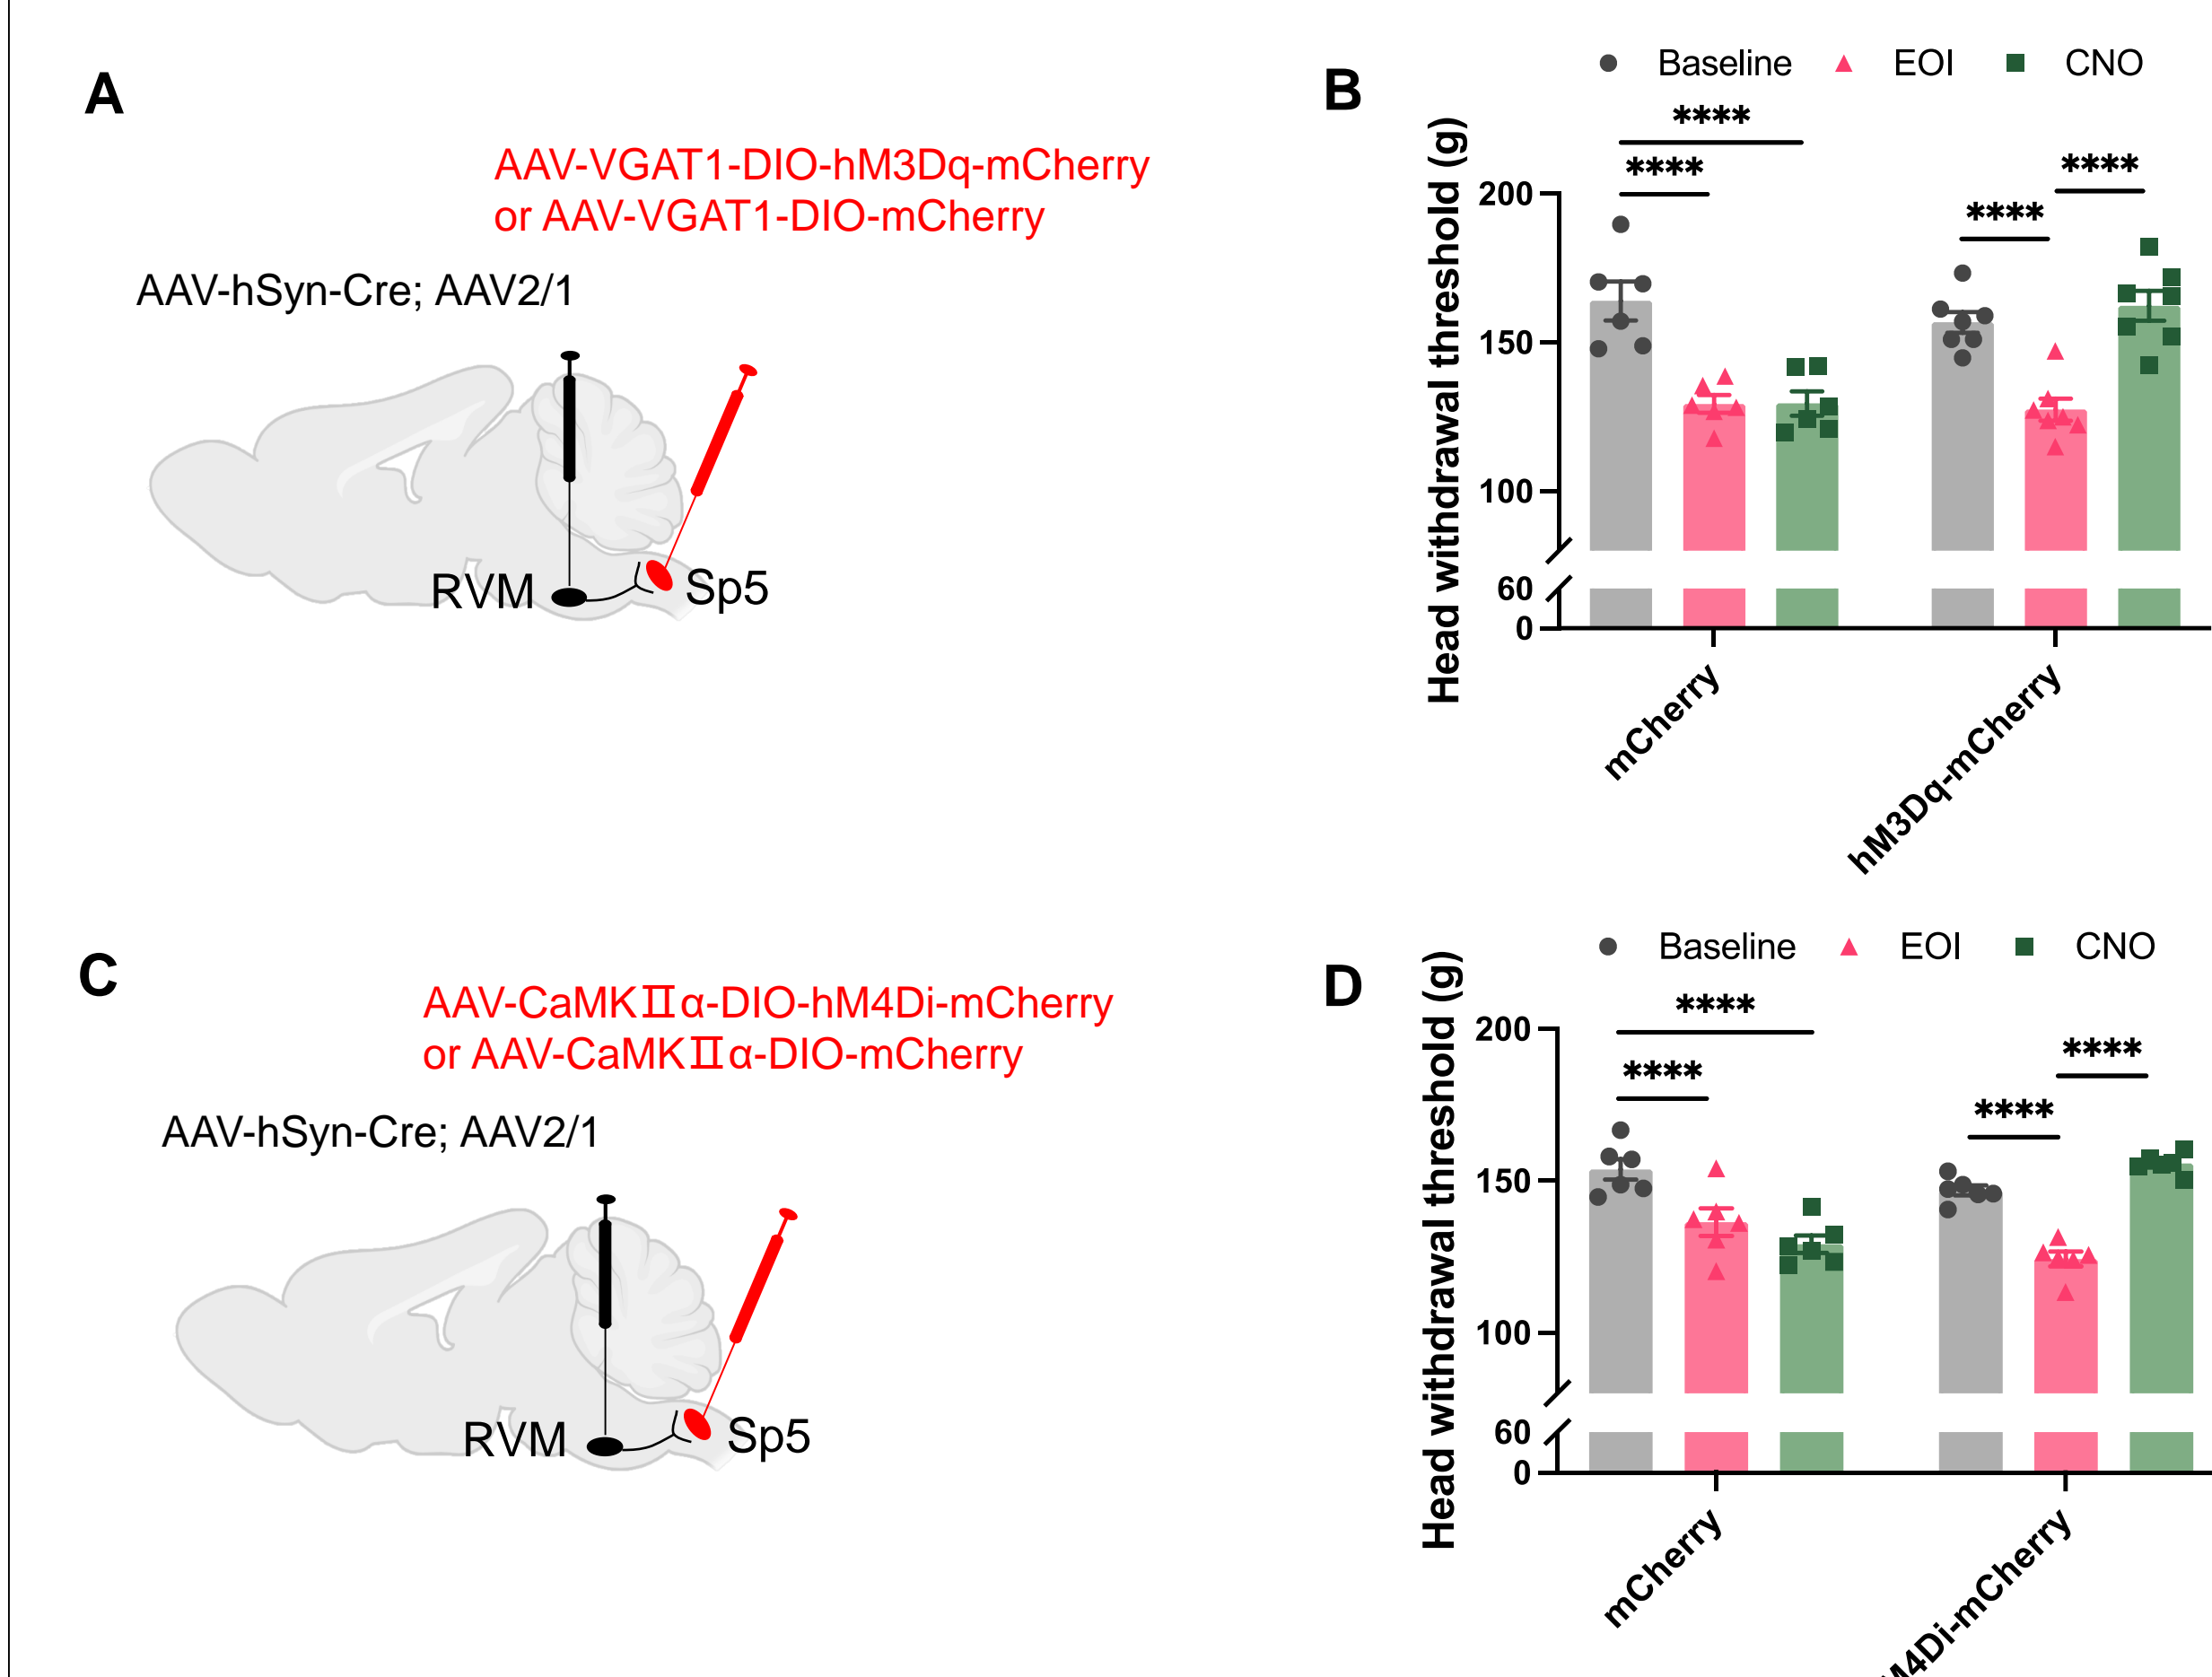 A
AAV-VGAT1-DIO-hM3Dq-mCherry
or AAV-VGAT1-DIO-mCherry
AAV-hSyn-Cre; AAV2/1
RVM
Sp5
B
Baseline EOI CNO
Head withdrawal threshold (g)
****
****
****
****
200
150
100
60
0
mCherry
hM3Dq-mCherry
C
AAV-CaMKⅡα-DIO-hM4Di-mCherry
or AAV-CaMKⅡα-DIO-mCherry
AAV-hSyn-Cre; AAV2/1
RVM
Sp5
D
Baseline EOI CNO
Head withdrawal threshold (g)
****
****
****
****
200
150
100
60
0
mCherry
M4Di-mCherry